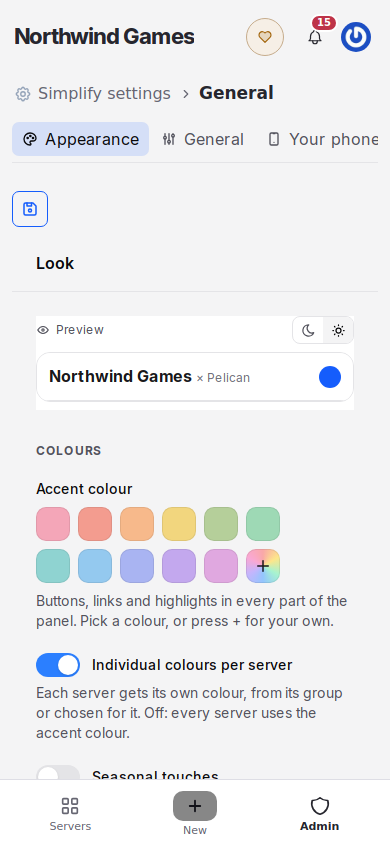 Northwind Games
15
Simplify settings > General
Appearance General Your phone
Look
Preview
Northwind Games × Pelican
COLOURS
Accent colour
Buttons, links and highlights in every part of the
panel. Pick a colour, or press + for your own.
Individual colours per server
Each server gets its own colour, from its group
or chosen for it. Off: every server uses the
accent colour.
Seasonal touches
Servers New Admin